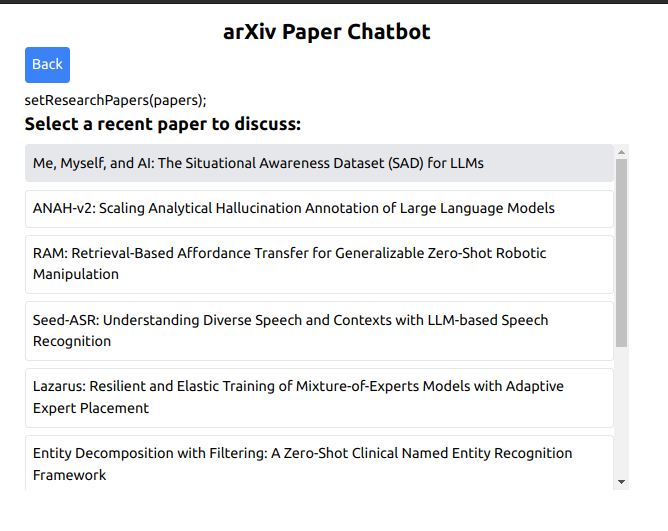 arXiv Paper Chatbot
Back
setResearchPapers(papers);
Select a recent paper to discuss:
Me, Myself, and AI: The Situational Awareness Dataset (SAD) for LLMs
ANAH-v2: Scaling Analytical Hallucination Annotation of Large Language Models
RAM: Retrieval-Based Affordance Transfer for Generalizable Zero-Shot Robotic
Manipulation
Seed-ASR: Understanding Diverse Speech and Contexts with LLM-based Speech
Recognition
Lazarus: Resilient and Elastic Training of Mixture-of-Experts Models with Adaptive
Expert Placement
Entity Decomposition with Filtering: A Zero-Shot Clinical Named Entity Recognition
Framework